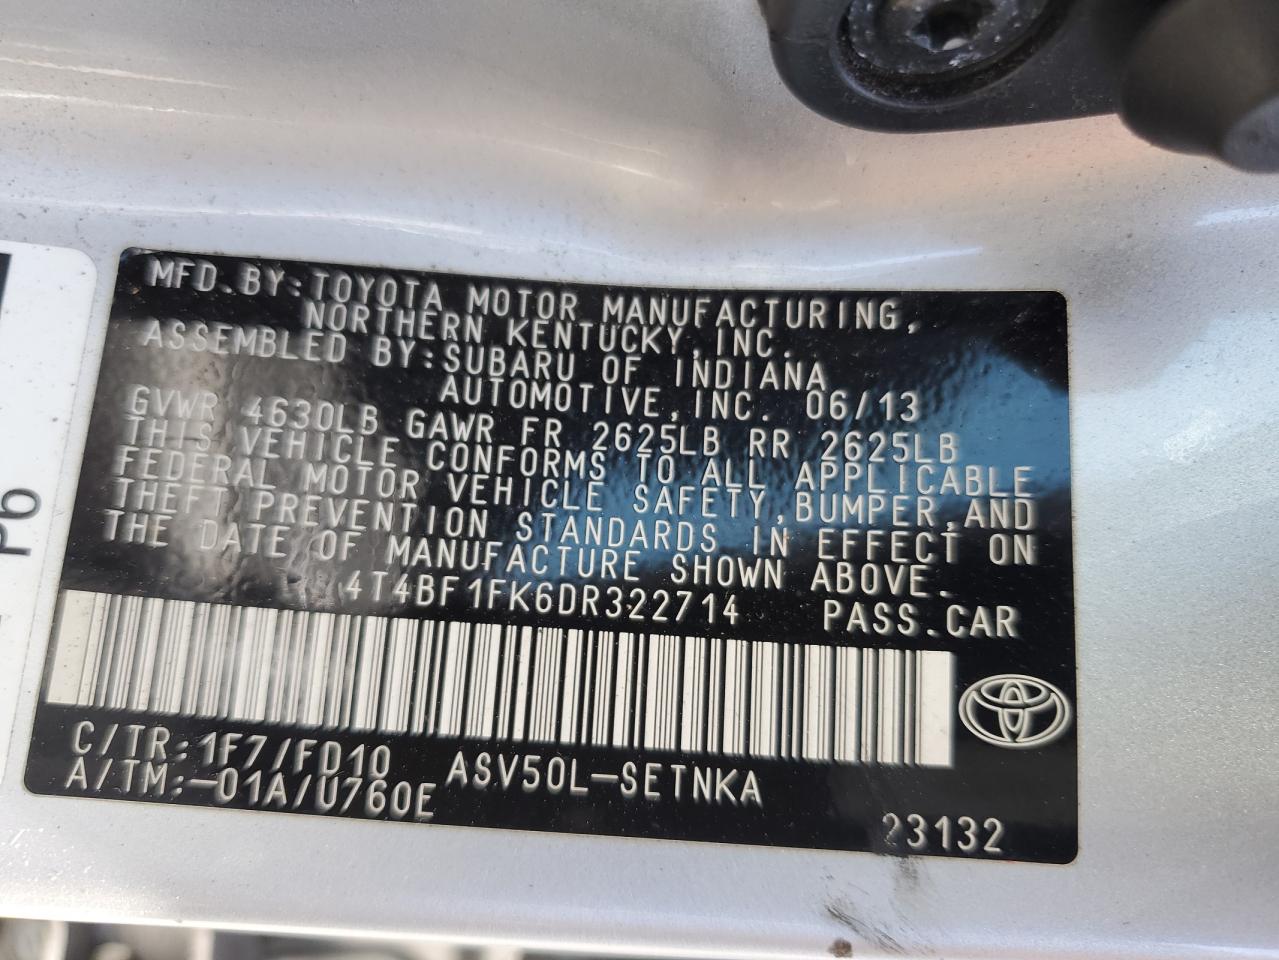 MFD.BY:TOYOTA MOTOR MANUFACTURING,
NORTHERN KENTUCKY,INC.
ASSEMBLED BY:SUBARU OF INDIANA
AUTOMOTIVE,INC. 06/13
GVWR 4630LB GAWR FR 2625LB RR 2625LB
THIS VEHICLE CONFORMS TO ALL APPLICABLE
FEDERAL MOTOR VEHICLE SAFETY,BUMPER,AND
THEFT PREVENTION STANDARDS IN EFFECT ON
THE DATE OF MANUFACTURE SHOWN ABOVE.
4T4BF1FK6DR322714 PASS.CAR
C/TR:1F7/FD10 ASV50L-SETNKA
A/TM:-01A/U760E
23132
P6